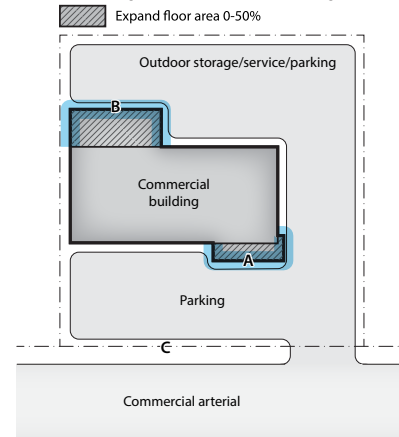 Expand floor area 0-50%
Outdoor storage/service/parking
B
Commercial
building
A
Parking
C
Commercial arterial